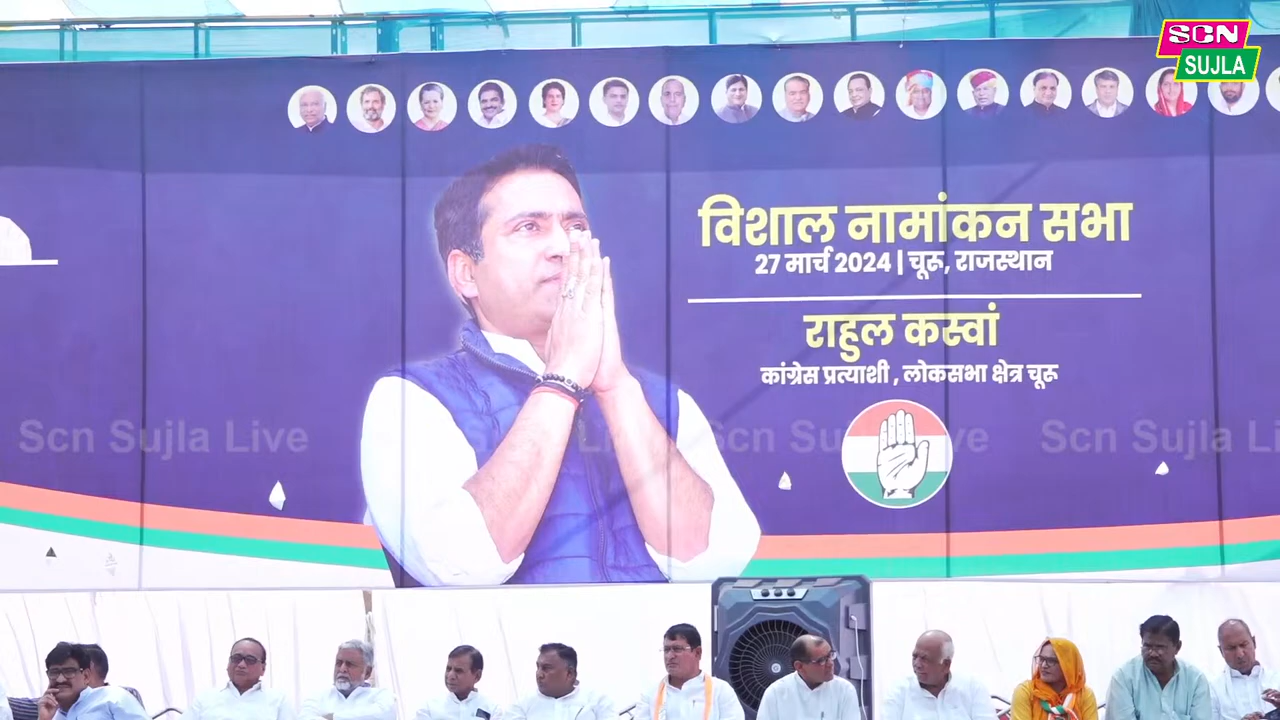 SCN
SUJLA
विशाल नामांकन सभा
27 मार्च 2024 | चूरू, राजस्थान
राहुल कस्वां
कांग्रेस प्रत्याशी , लोकसभा क्षेत्र चूरू
Scn Sujla Live
Scn Sujla Live
Scn Sujla Live